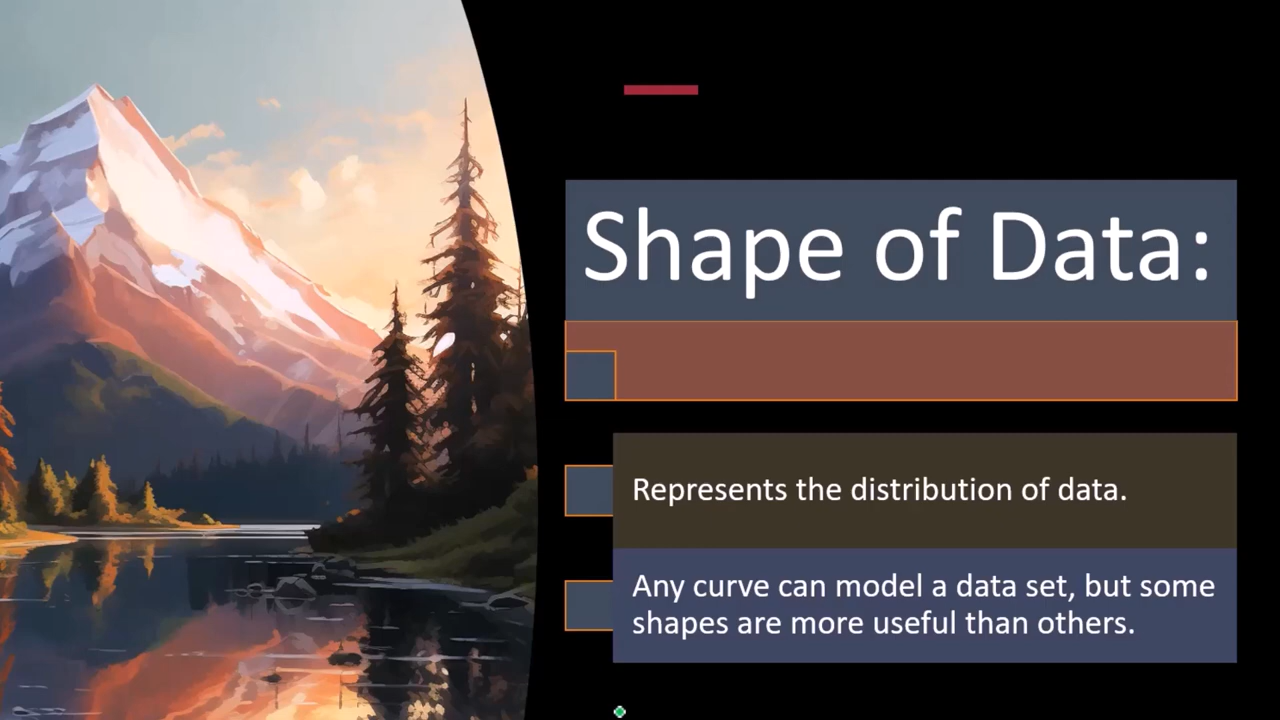 Shape of Data:
Represents the distribution of data.
Any curve can model a data set, but some
shapes are more useful than others.